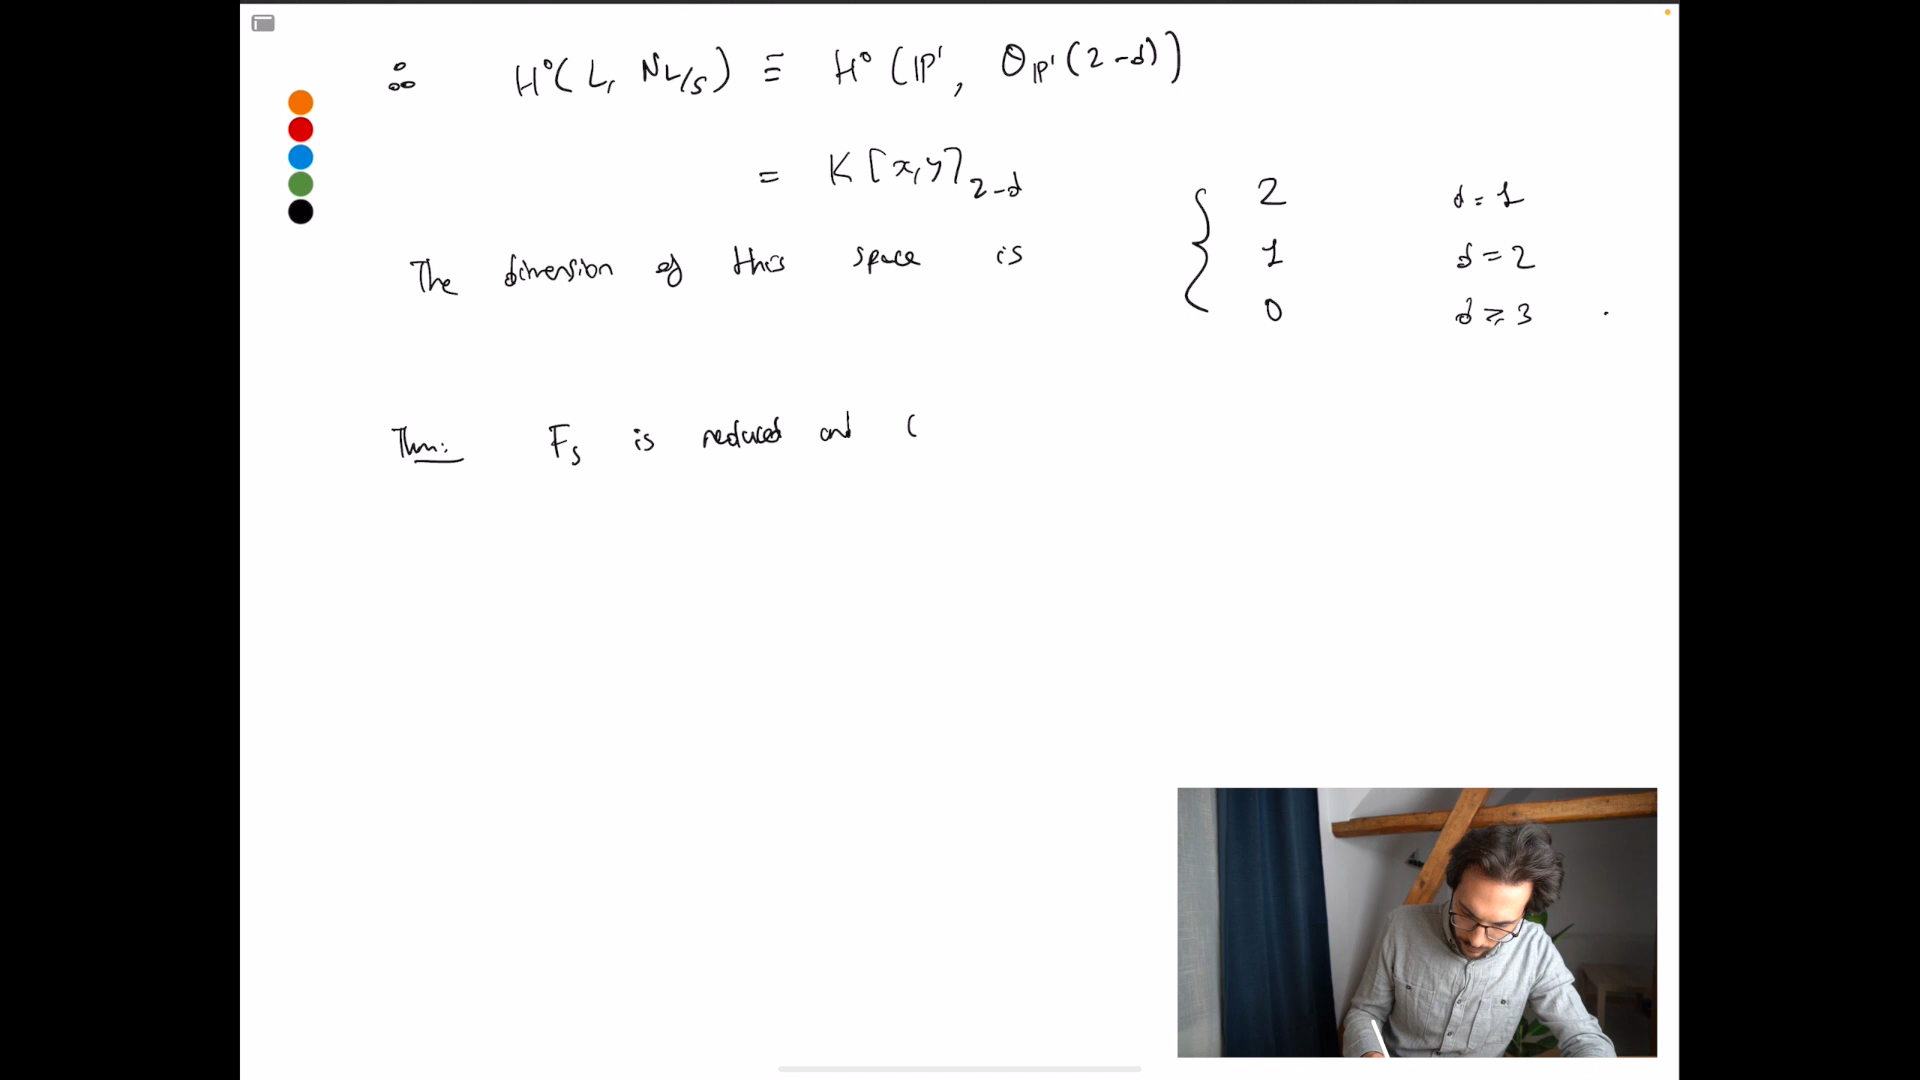 ∴ H⁰(L, N_{L/S}) ≡ H⁰(ℙ¹, O_{ℙ¹}(2-d))
= K[x,y]_{2-d}
The dimension of this space is { 2 d = 1
1 d = 2
0 d ≥ 3 .
Thm: F_S is reduced and (